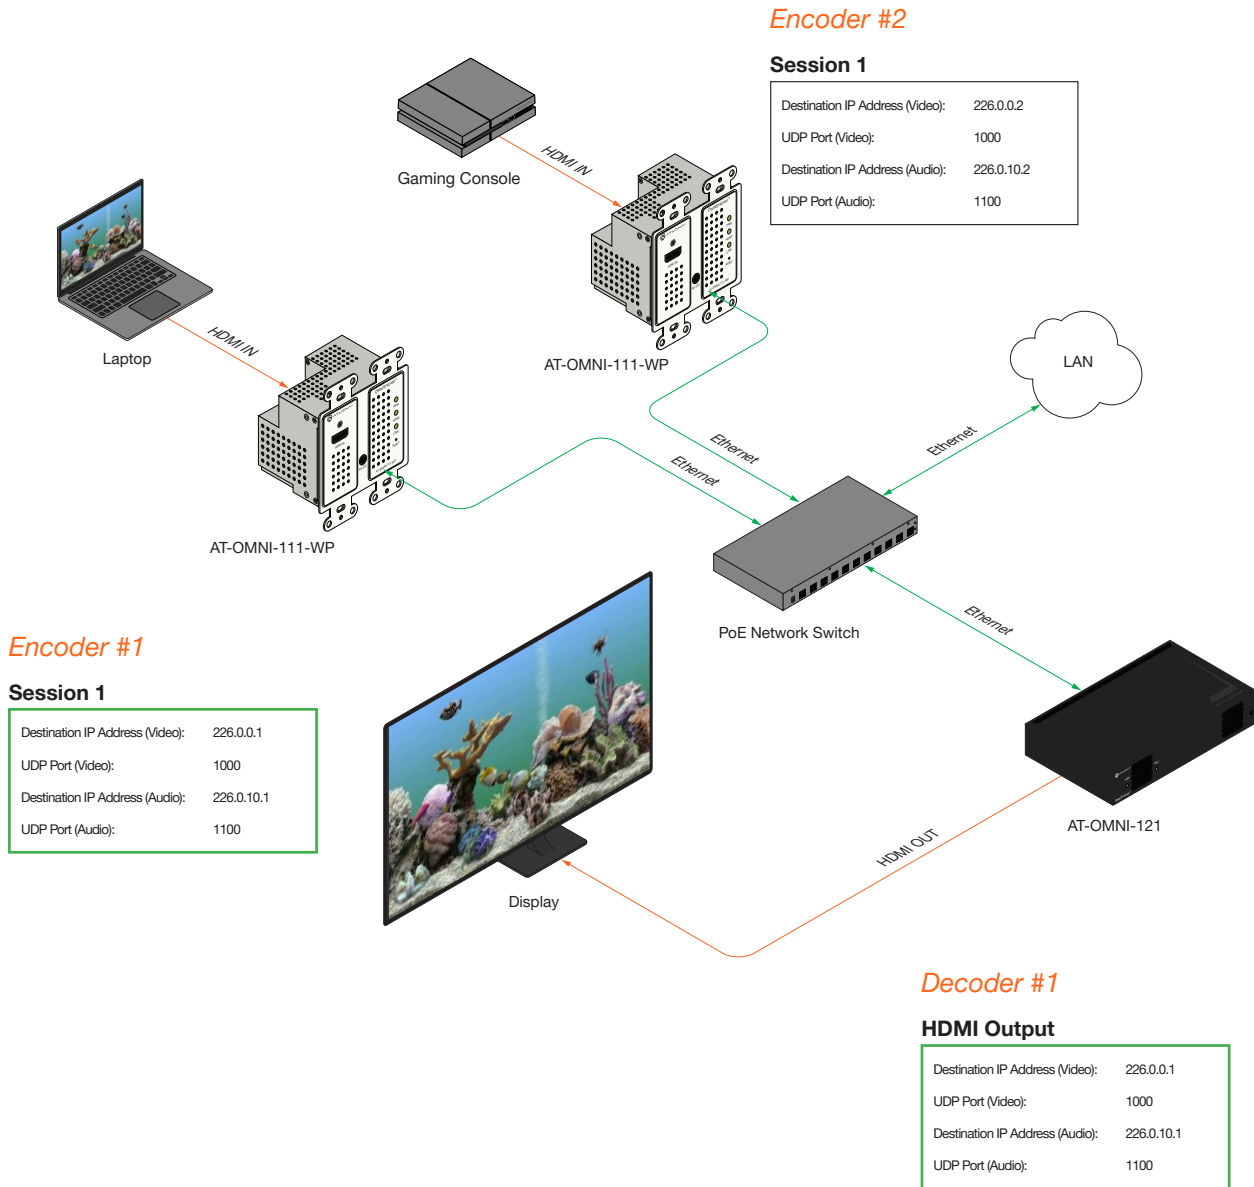 Encoder #2
Session 1
Destination IP Address (Video): 226.0.0.2
UDP Port (Video): 1000
Destination IP Address (Audio): 226.0.10.2
UDP Port (Audio): 1100
Gaming Console
HDMI IN
AT-OMNI-111-WP
Laptop
HDMI IN
AT-OMNI-111-WP
LAN
Ethernet
Ethernet
Ethernet
PoE Network Switch
Ethernet
AT-OMNI-121
HDMI OUT
Display
Encoder #1
Session 1
Destination IP Address (Video): 226.0.0.1
UDP Port (Video): 1000
Destination IP Address (Audio): 226.0.10.1
UDP Port (Audio): 1100
Decoder #1
HDMI Output
Destination IP Address (Video): 226.0.0.1
UDP Port (Video): 1000
Destination IP Address (Audio): 226.0.10.1
UDP Port (Audio): 1100